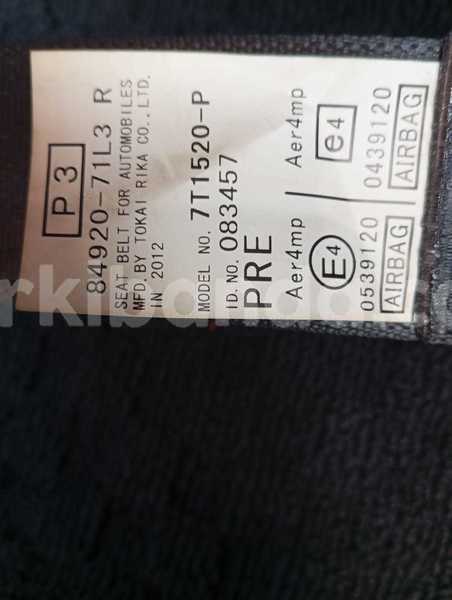 P3
84920-71L3 R
SEAT BELT FOR AUTOMOBILES
MFD. BY TOKAI RIKA CO., LTD.
IN 2012
MODEL NO. 7T1520-P
ID. NO. 083457
PRE
Aer4mp Aer4mp
E4 e4
0539120 0439120
AIRBAG AIRBAG